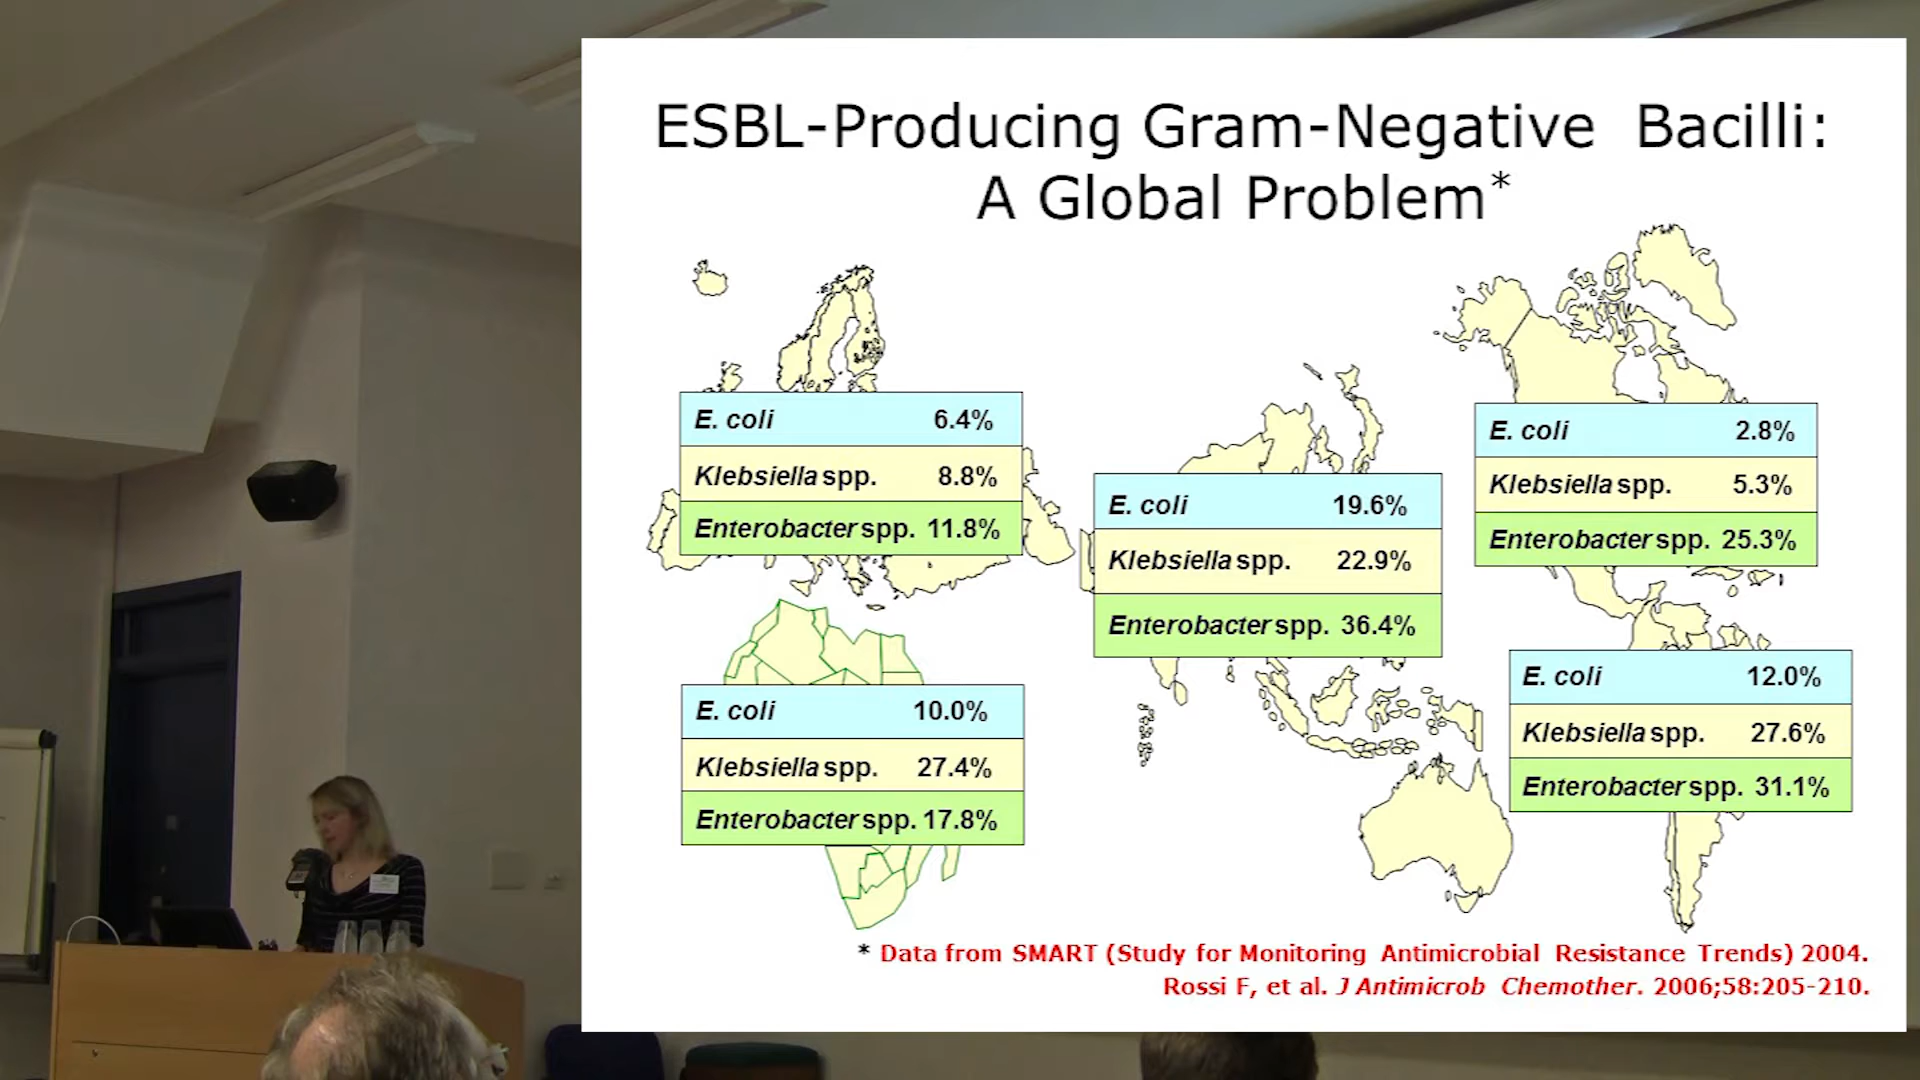 ESBL-Producing Gram-Negative Bacilli:
A Global Problem*
E. coli 6.4%
Klebsiella spp. 8.8%
Enterobacter spp. 11.8%
E. coli 19.6%
Klebsiella spp. 22.9%
Enterobacter spp. 36.4%
E. coli 2.8%
Klebsiella spp. 5.3%
Enterobacter spp. 25.3%
E. coli 10.0%
Klebsiella spp. 27.4%
Enterobacter spp. 17.8%
E. coli 12.0%
Klebsiella spp. 27.6%
Enterobacter spp. 31.1%
* Data from SMART (Study for Monitoring Antimicrobial Resistance Trends) 2004.
Rossi F, et al. J Antimicrob Chemother. 2006;58:205-210.